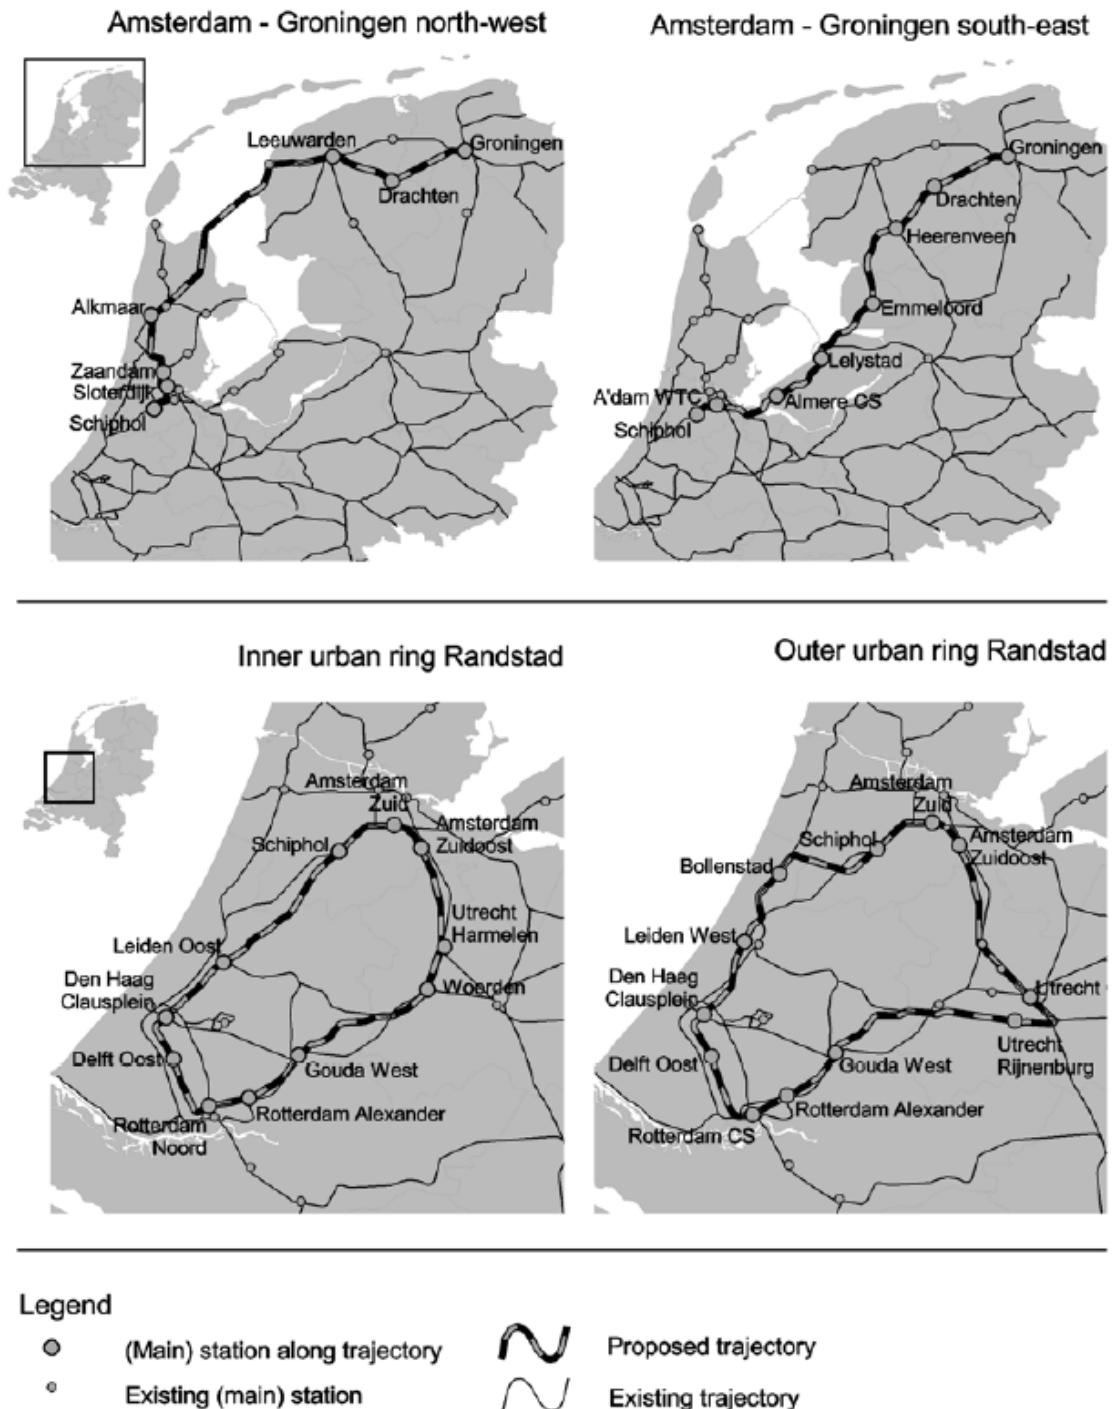 Amsterdam - Groningen north-west
Leeuwarden
Groningen
Drachten
Alkmaar
Zaandam
Sloterdijk
Schiphol
Amsterdam - Groningen south-east
Groningen
Drachten
Heerenveen
Emmeloord
Lelystad
Almere CS
A'dam WTC
Schiphol
Inner urban ring Randstad
Amsterdam
Zuid
Amsterdam
Zuidoost
Schiphol
Utrecht
Harmelen
Leiden Oost
Den Haag
Clausplein
Woerden
Delft Oost
Gouda West
Rotterdam Alexander
Rotterdam
Noord
Outer urban ring Randstad
Amsterdam
Zuid
Amsterdam
Zuidoost
Schiphol
Bollenstad
Leiden West
Den Haag
Clausplein
Utrecht
Utrecht
Rijnenburg
Delft Oost
Gouda West
Rotterdam Alexander
Rotterdam CS
Legend
(Main) station along trajectory
Proposed trajectory
Existing (main) station
Existing trajectory